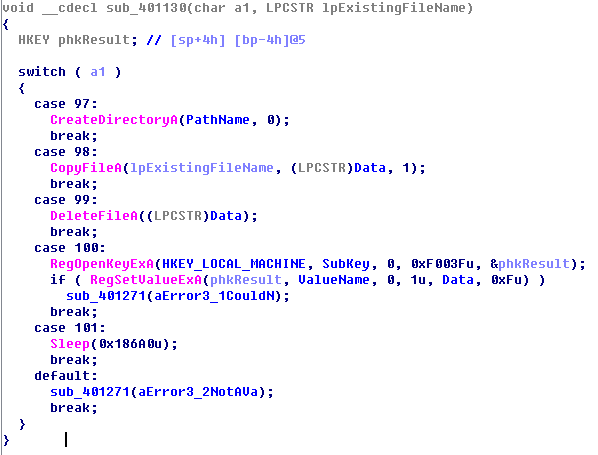 void __cdecl sub_401130(char a1, LPCSTR lpExistingFileName)
{
  HKEY phkResult; // [sp+4h] [bp-4h]@5

  switch ( a1 )
  {
    case 97:
      CreateDirectoryA(PathName, 0);
      break;
    case 98:
      CopyFileA(lpExistingFileName, (LPCSTR)Data, 1);
      break;
    case 99:
      DeleteFileA((LPCSTR)Data);
      break;
    case 100:
      RegOpenKeyExA(HKEY_LOCAL_MACHINE, SubKey, 0, 0xF003Fu, &phkResult);
      if ( RegSetValueExA(phkResult, ValueName, 0, 1u, Data, 0xFu) )
        sub_401271(aError3_1CouldN);
      break;
    case 101:
      Sleep(0x186A0u);
      break;
    default:
      sub_401271(aError3_2NotAVa);
      break;
  }
}